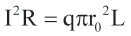 I²R = qπr₀²L